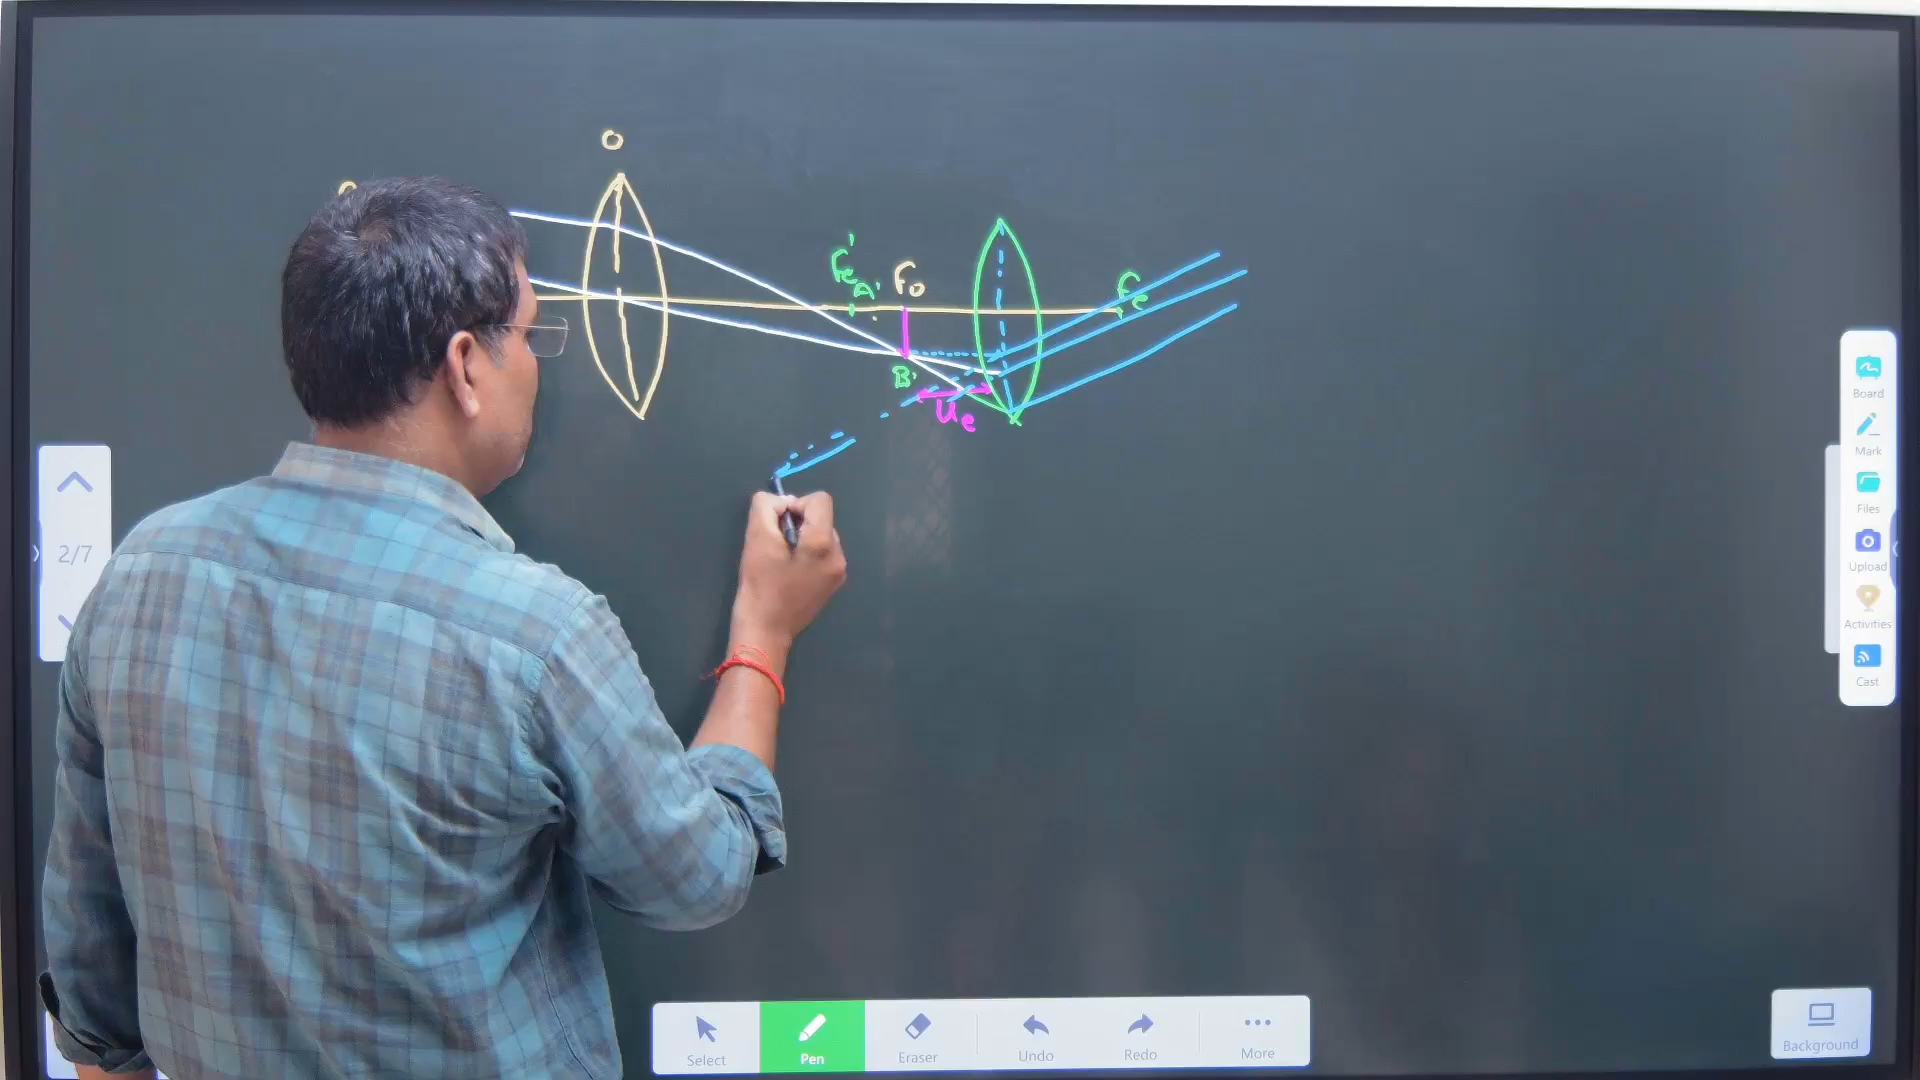 O
Fe'
A'
Fo
Fe
B'
ue
2/7
Board
Mark
Files
Upload
Activities
Cast
Select
Pen
Eraser
Undo
Redo
More
Background